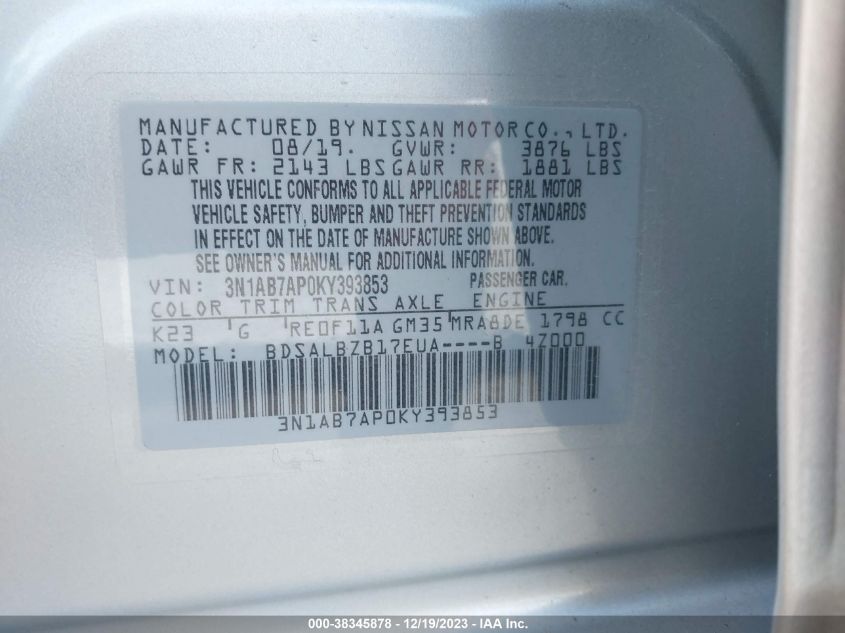 MANUFACTURED BY NISSAN MOTOR CO., LTD.
DATE: 08/19. GVWR: 3876 LBS
GAWR FR: 2143 LBS GAWR RR: 1881 LBS
THIS VEHICLE CONFORMS TO ALL APPLICABLE FEDERAL MOTOR
VEHICLE SAFETY, BUMPER AND THEFT PREVENTION STANDARDS
IN EFFECT ON THE DATE OF MANUFACTURE SHOWN ABOVE.
SEE OWNER'S MANUAL FOR ADDITIONAL INFORMATION.
VIN: 3N1AB7AP0KY393853 PASSENGER CAR.
COLOR TRIM TRANS AXLE ENGINE
K23 G RE0F11A GM35 MRA8DE 1798 CC
MODEL: BDSALBZB17EUA----B 4Z000
3N1AB7AP0KY393853
000-38345878 - 12/19/2023 - IAA Inc.